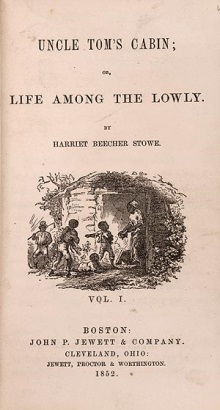 UNCLE TOM'S CABIN;
OR,
LIFE AMONG THE LOWLY.
BY
HARRIET BEECHER STOWE.
VOL. I.
BOSTON:
JOHN P. JEWETT & COMPANY.
CLEVELAND, OHIO:
JEWETT, PROCTOR & WORTHINGTON.
1852.